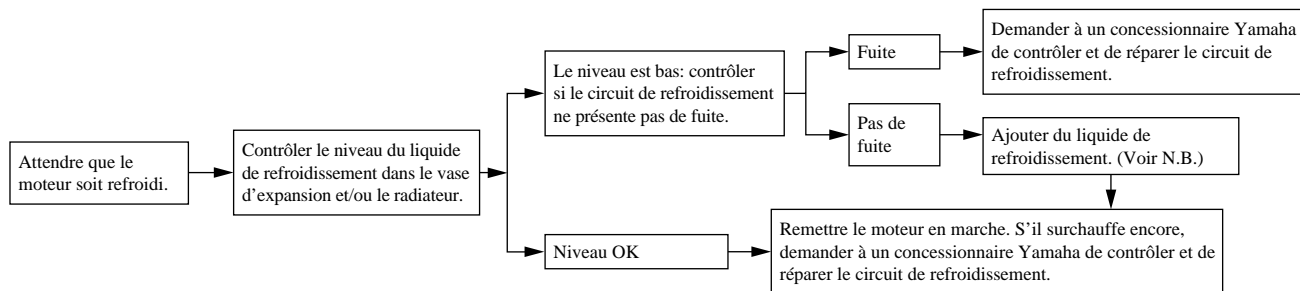 Attendre que le
moteur soit refroidi.
Contrôler le niveau du liquide
de refroidissement dans le vase
d’expansion et/ou le radiateur.
Le niveau est bas: contrôler
si le circuit de refroidissement
ne présente pas de fuite.
Fuite
Demander à un concessionnaire Yamaha
de contrôler et de réparer le circuit de
refroidissement.
Pas de
fuite
Ajouter du liquide de
refroidissement. (Voir N.B.)
Niveau OK
Remettre le moteur en marche. S’il surchauffe encore,
demander à un concessionnaire Yamaha de contrôler et de
réparer le circuit de refroidissement.